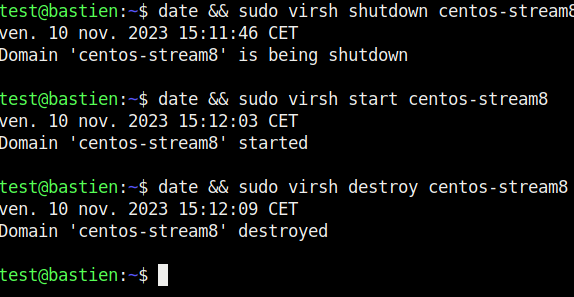 test@bastien:~$ date && sudo virsh shutdown centos-stream8
ven. 10 nov. 2023 15:11:46 CET
Domain 'centos-stream8' is being shutdown
test@bastien:~$ date && sudo virsh start centos-stream8
ven. 10 nov. 2023 15:12:03 CET
Domain 'centos-stream8' started
test@bastien:~$ date && sudo virsh destroy centos-stream8
ven. 10 nov. 2023 15:12:09 CET
Domain 'centos-stream8' destroyed
test@bastien:~$